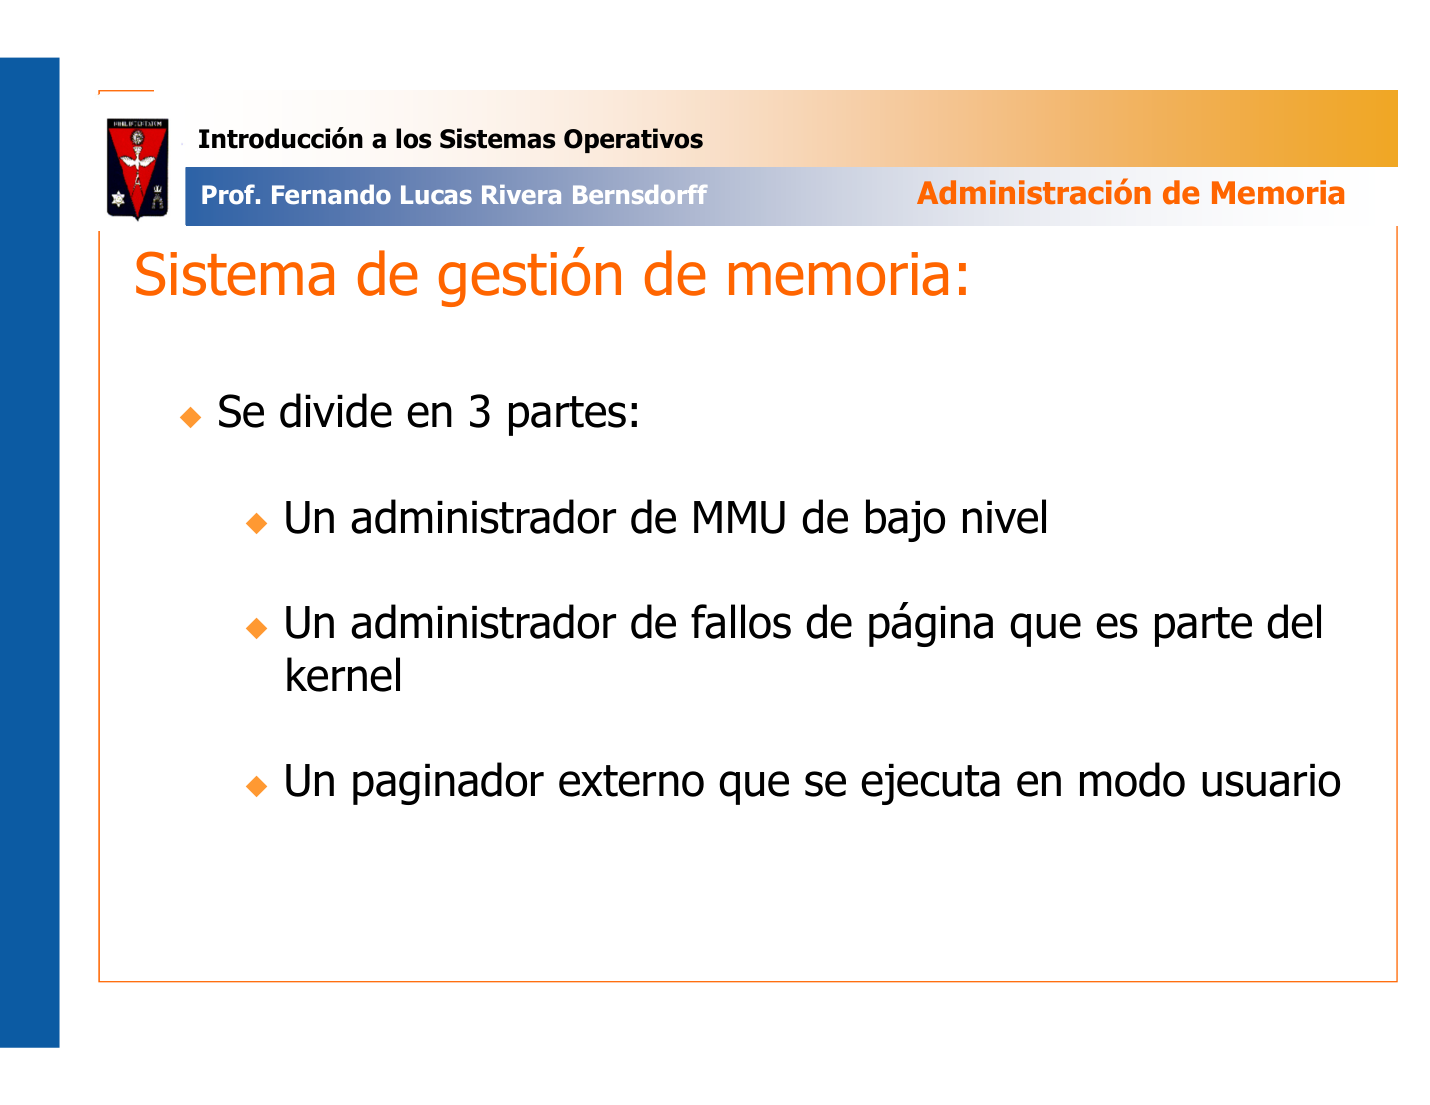 Introducción a los Sistemas Operativos
Prof. Fernando Lucas Rivera Bernsdorff
Administración de Memoria
Sistema de gestión de memoria:
Se divide en 3 partes:
Un administrador de MMU de bajo nivel
Un administrador de fallos de página que es parte del
kernel
Un paginador externo que se ejecuta en modo usuario